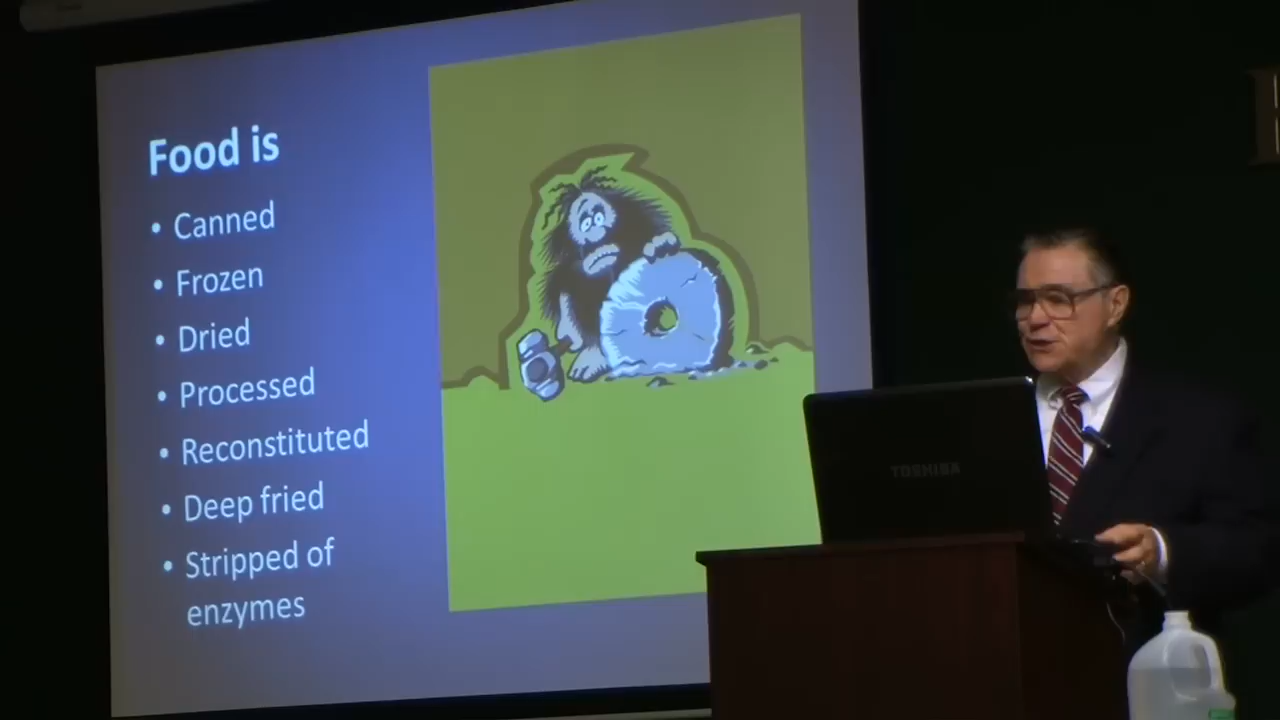 Food is
• Canned
• Frozen
• Dried
• Processed
• Reconstituted
• Deep fried
• Stripped of
enzymes
TOSHIBA